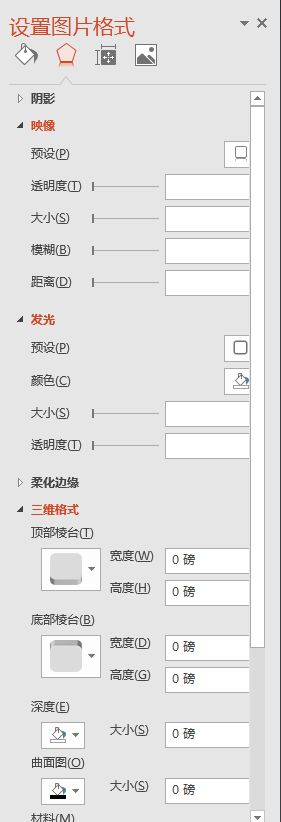 设置图片格式
阴影
映像
预设(P)
透明度(T)
大小(S)
模糊(B)
距离(D)
发光
预设(P)
颜色(C)
大小(S)
透明度(T)
柔化边缘
三维格式
顶部棱台(T)
宽度(W) 0 磅
高度(H) 0 磅
底部棱台(B)
宽度(D) 0 磅
高度(G) 0 磅
深度(E)
大小(S) 0 磅
曲面图(O)
大小(S) 0 磅
材料(M)